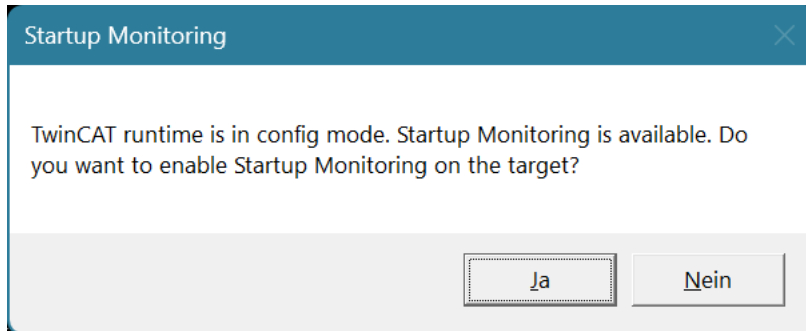 Startup Monitoring
TwinCAT runtime is in config mode. Startup Monitoring is available. Do
you want to enable Startup Monitoring on the target?
Ja
Nein